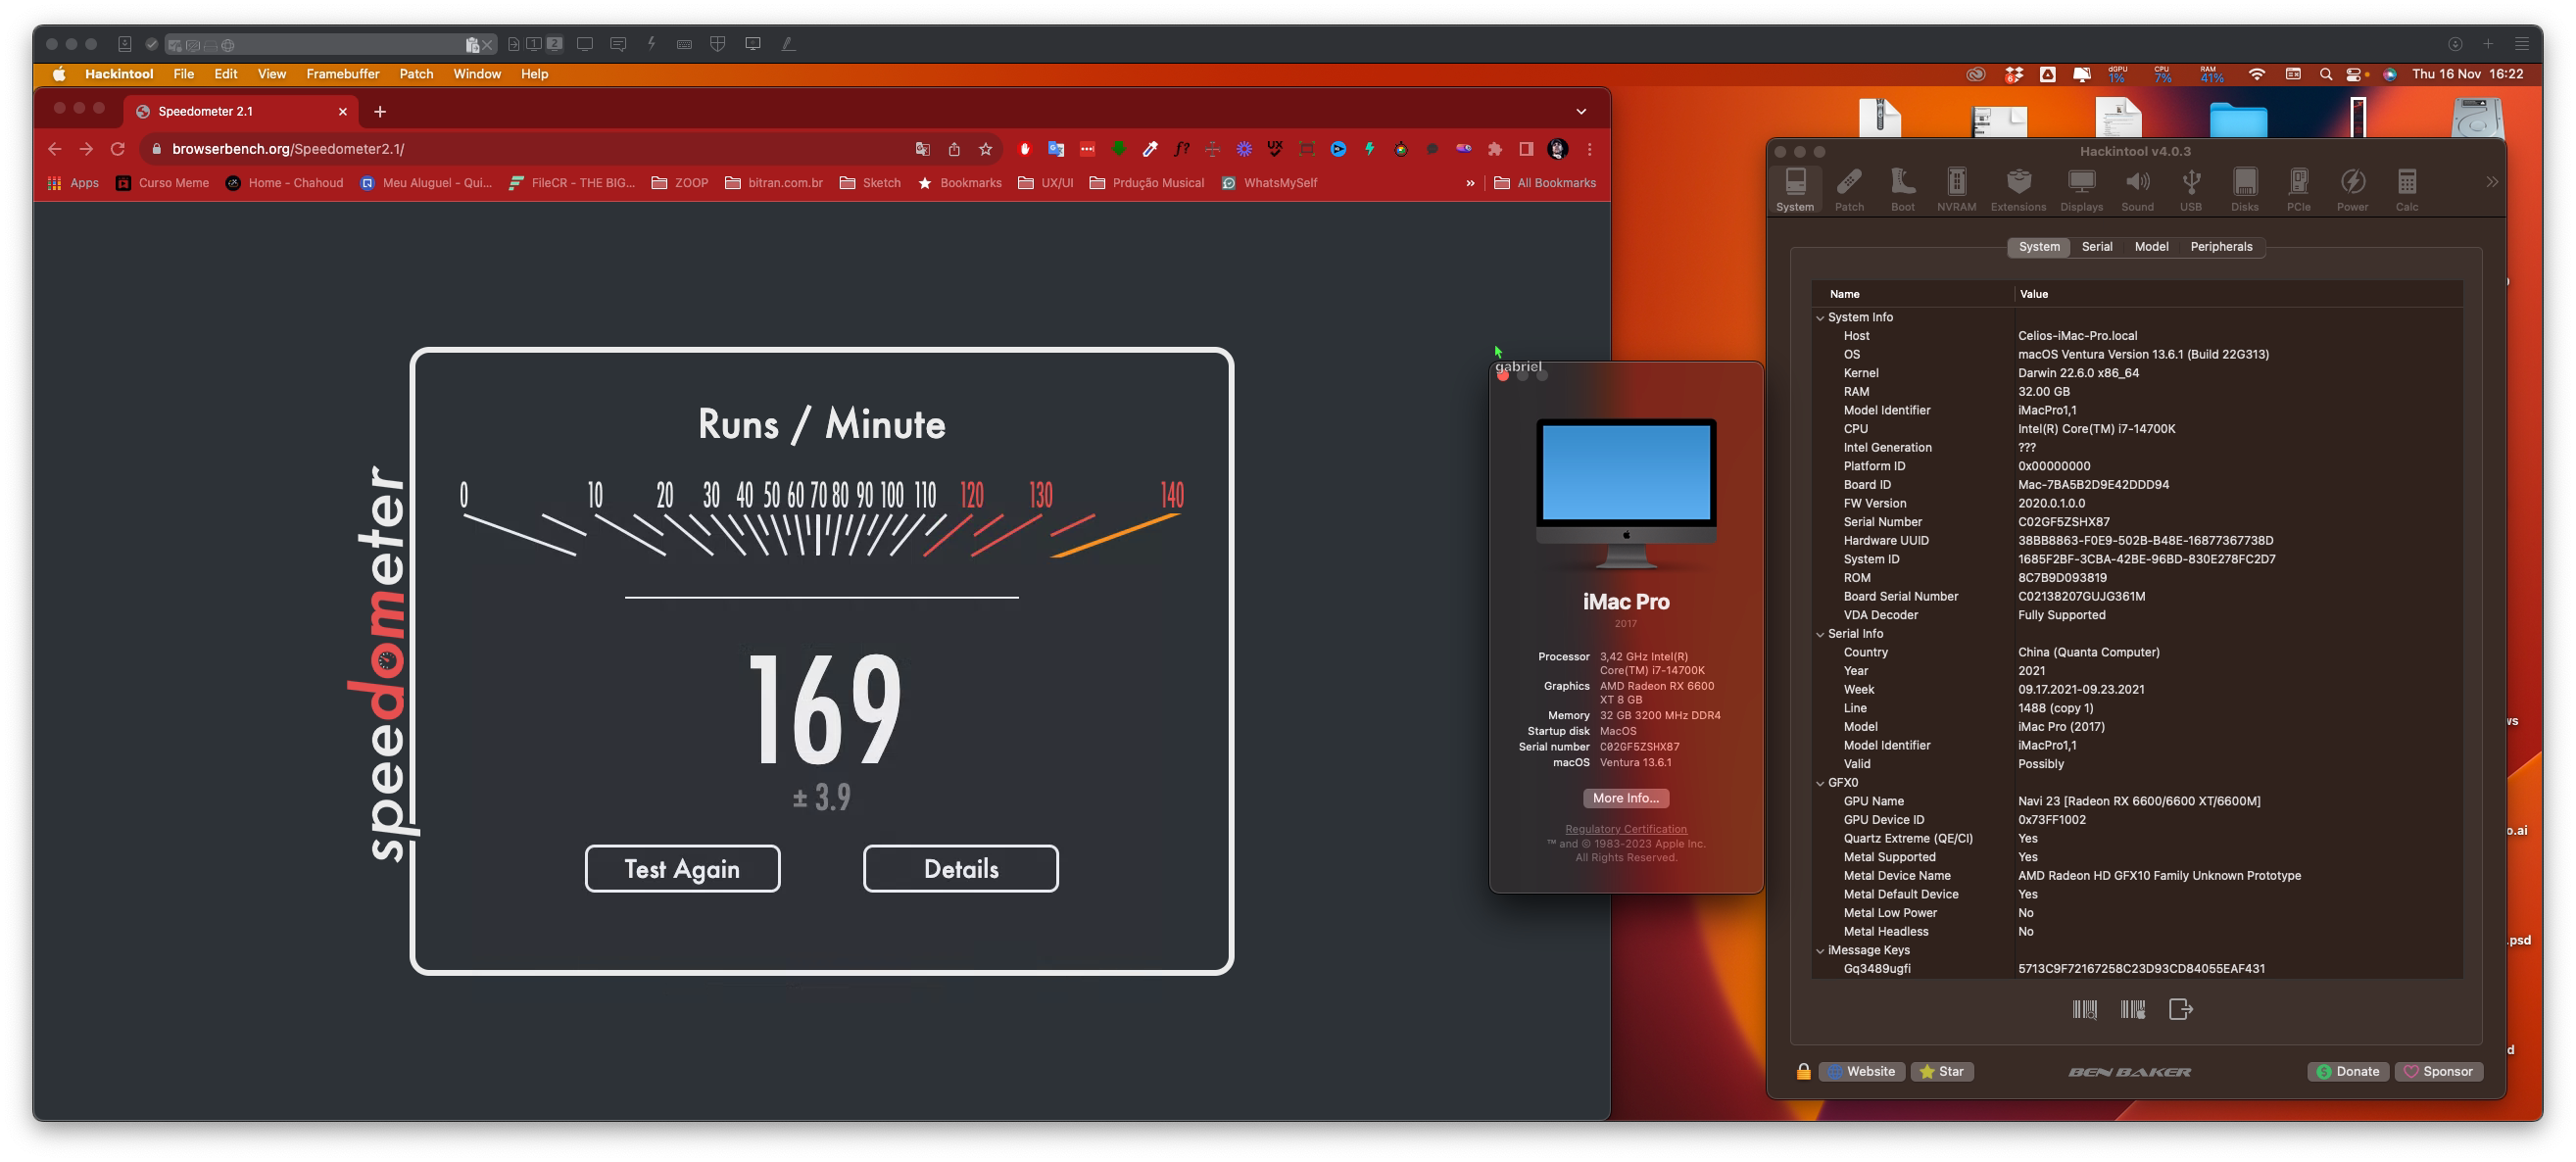 Hackintool File Edit View Framebuffer Patch Window Help
dGPU 1% CPU 7% RAM 41% Thu 16 Nov 16:22
Speedometer 2.1
browserbench.org/Speedometer2.1/
Apps Curso Meme Home - Chahoud Meu Aluguel - Qui... FileCR - THE BIG... ZOOP bitran.com.br Sketch Bookmarks UX/UI Prdução Musical WhatsMySelf » All Bookmarks
speedometer
Runs / Minute
0 10 20 30 40 50 60 70 80 90 100 110 120 130 140
169
± 3.9
Test Again Details
gabriel
iMac Pro
2017
Processor 3,42 GHz Intel(R)
Core(TM) i7-14700K
Graphics AMD Radeon RX 6600
XT 8 GB
Memory 32 GB 3200 MHz DDR4
Startup disk MacOS
Serial number C02GF5ZSHX87
macOS Ventura 13.6.1
More Info...
Regulatory Certification
™ and © 1983-2023 Apple Inc.
All Rights Reserved.
Hackintool v4.0.3
System Patch Boot NVRAM Extensions Displays Sound USB Disks PCIe Power Calc
System Serial Model Peripherals
Name Value
System Info
Host Celios-iMac-Pro.local
OS macOS Ventura Version 13.6.1 (Build 22G313)
Kernel Darwin 22.6.0 x86_64
RAM 32.00 GB
Model Identifier iMacPro1,1
CPU Intel(R) Core(TM) i7-14700K
Intel Generation ???
Platform ID 0x00000000
Board ID Mac-7BA5B2D9E42DDD94
FW Version 2020.0.1.0.0
Serial Number C02GF5ZSHX87
Hardware UUID 38BB8863-F0E9-502B-B48E-16877367738D
System ID 1685F2BF-3CBA-42BE-96BD-830E278FC2D7
ROM 8C7B9D093819
Board Serial Number C02138207GUJG361M
VDA Decoder Fully Supported
Serial Info
Country China (Quanta Computer)
Year 2021
Week 09.17.2021-09.23.2021
Line 1488 (copy 1)
Model iMac Pro (2017)
Model Identifier iMacPro1,1
Valid Possibly
GFX0
GPU Name Navi 23 [Radeon RX 6600/6600 XT/6600M]
GPU Device ID 0x73FF1002
Quartz Extreme (QE/CI) Yes
Metal Supported Yes
Metal Device Name AMD Radeon HD GFX10 Family Unknown Prototype
Metal Default Device Yes
Metal Low Power No
Metal Headless No
iMessage Keys
Gq3489ugfi 5713C9F72167258C23D93CD84055EAF431
Website Star BEN BAKER Donate Sponsor